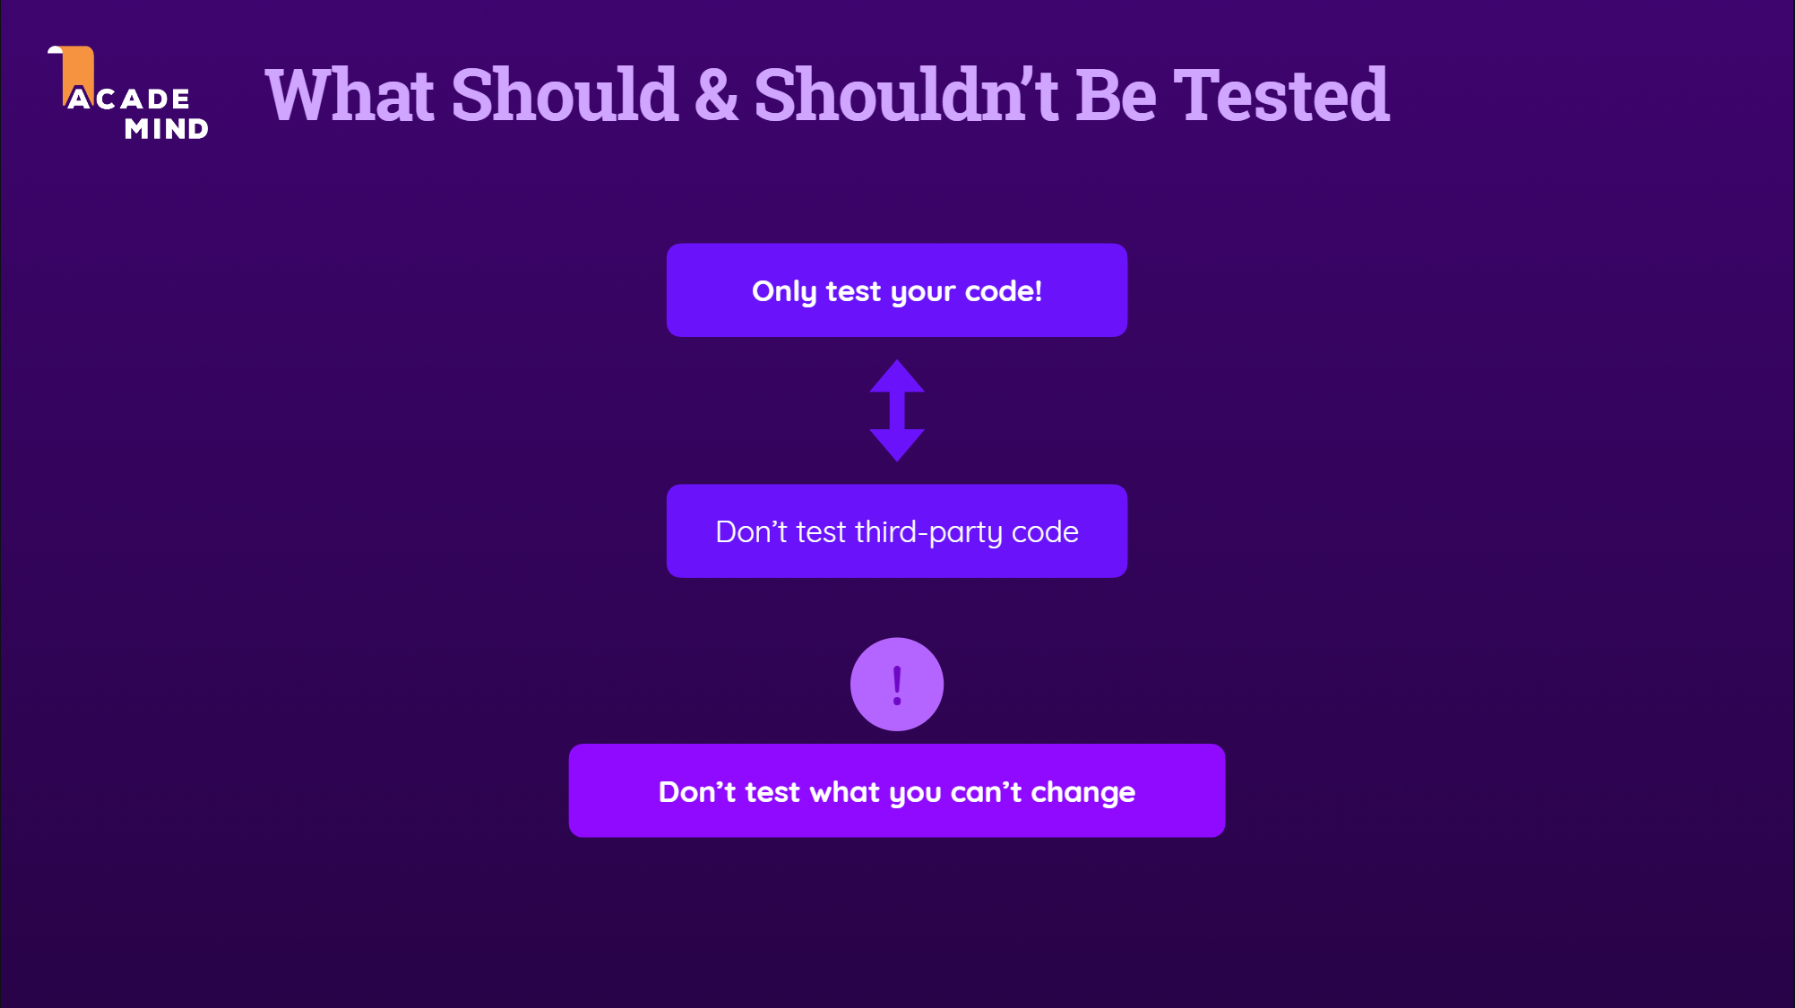 ACADE
MIND
What Should & Shouldn’t Be Tested
Only test your code!
Don’t test third-party code
!
Don’t test what you can’t change